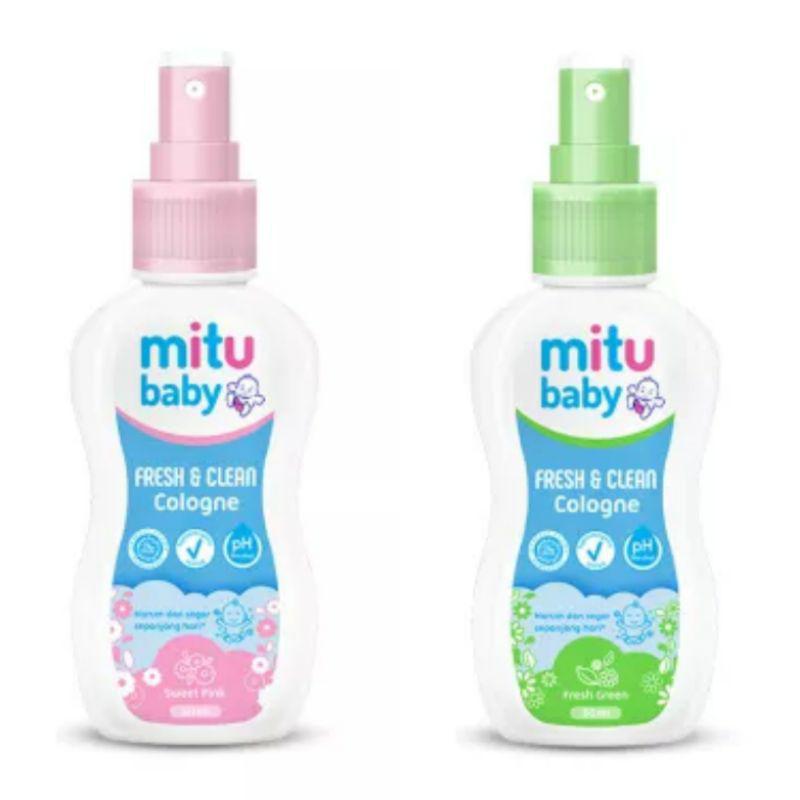 mitu
baby
FRESH & CLEAN
Cologne
pH
Harum dan segar
sepanjang hari*
Sweet Pink
mitu
baby
FRESH & CLEAN
Cologne
pH
Harum dan segar
sepanjang hari*
Fresh Green
50 ml